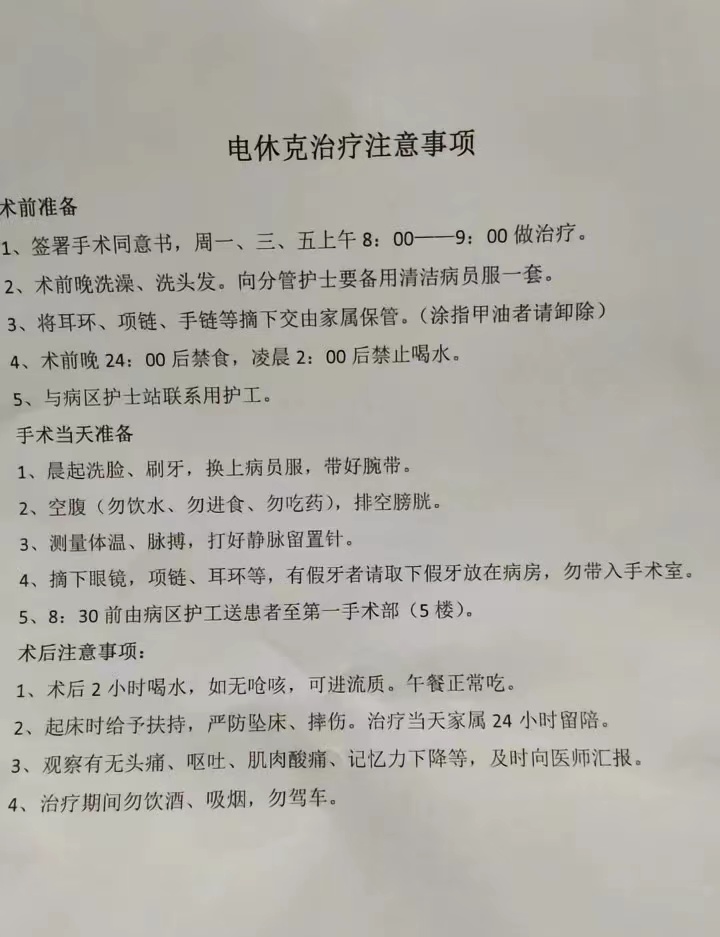 电休克治疗注意事项
术前准备
1、签署手术同意书，周一、三、五上午 8：00——9：00 做治疗。
2、术前晚洗澡、洗头发。向分管护士要备用清洁病员服一套。
3、将耳环、项链、手链等摘下交由家属保管。（涂指甲油者请卸除）
4、术前晚 24：00 后禁食，凌晨 2：00 后禁止喝水。
5、与病区护士站联系用护工。
手术当天准备
1、晨起洗脸、刷牙，换上病员服，带好腕带。
2、空腹（勿饮水、勿进食、勿吃药），排空膀胱。
3、测量体温、脉搏，打好静脉留置针。
4、摘下眼镜，项链、耳环等，有假牙者请取下假牙放在病房，勿带入手术室。
5、8：30 前由病区护工送患者至第一手术部（5 楼）。
术后注意事项：
1、术后 2 小时喝水，如无呛咳，可进流质。午餐正常吃。
2、起床时给予扶持，严防坠床、摔伤。治疗当天家属 24 小时留陪。
3、观察有无头痛、呕吐、肌肉酸痛、记忆力下降等，及时向医师汇报。
4、治疗期间勿饮酒、吸烟，勿驾车。